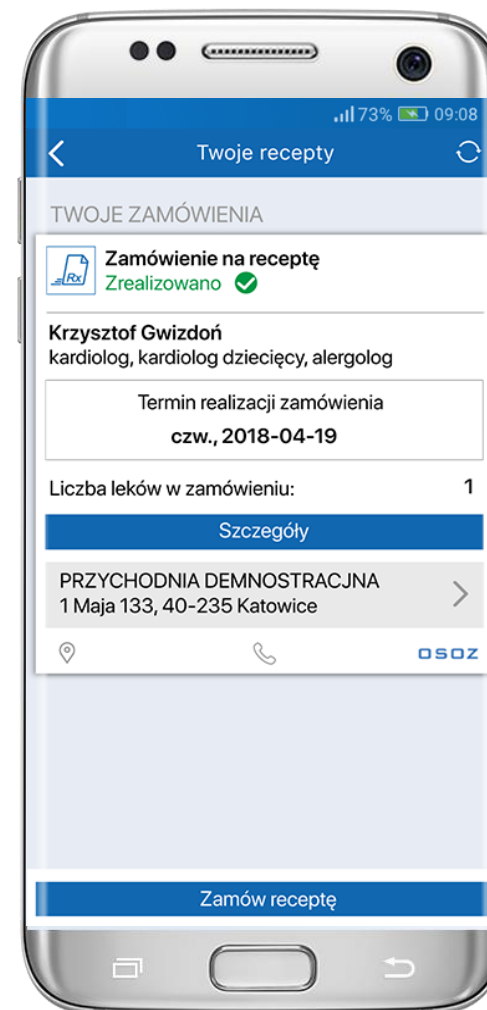 73% 09:08
Twoje recepty
TWOJE ZAMÓWIENIA
Rx
Zamówienie na receptę
Zrealizowano
Krzysztof Gwizdoń
kardiolog, kardiolog dziecięcy, alergolog
Termin realizacji zamówienia
czw., 2018-04-19
Liczba leków w zamówieniu: 1
Szczegóły
PRZYCHODNIA DEMNOSTRACJNA
1 Maja 133, 40-235 Katowice
OSOZ
Zamów receptę